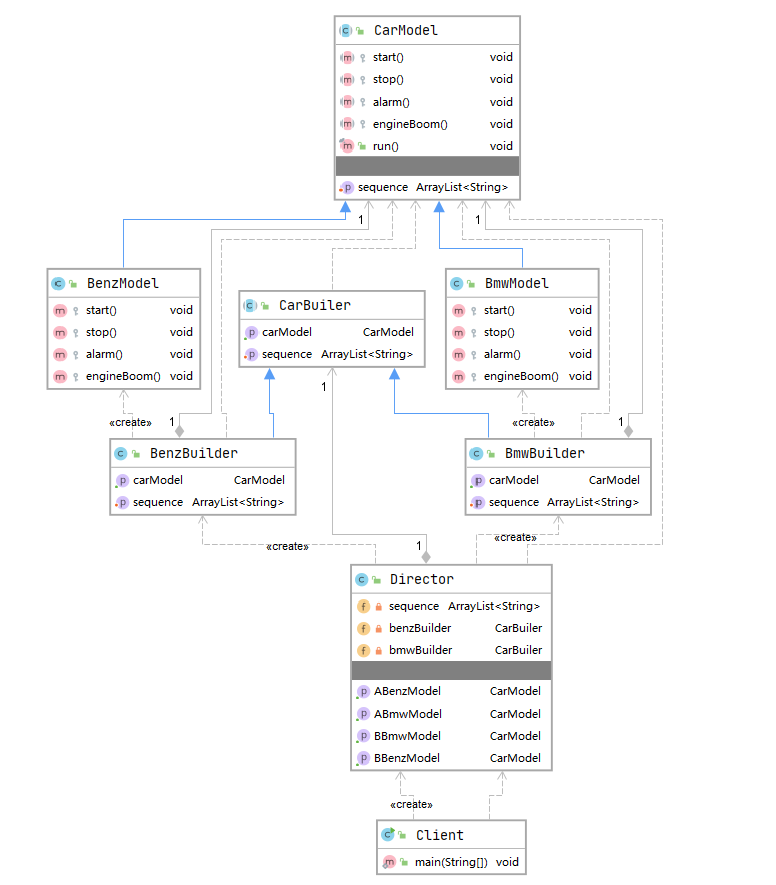 CarModel
start() void
stop() void
alarm() void
engineBoom() void
run() void
sequence ArrayList<String>
1 1
BenzModel
start() void
stop() void
alarm() void
engineBoom() void
CarBuiler
carModel CarModel
sequence ArrayList<String>
BmwModel
start() void
stop() void
alarm() void
engineBoom() void
1
«create» 1
«create» 1
BenzBuilder
carModel CarModel
sequence ArrayList<String>
BmwBuilder
carModel CarModel
sequence ArrayList<String>
«create»
1
«create»
Director
sequence ArrayList<String>
benzBuilder CarBuiler
bmwBuilder CarBuiler
ABenzModel CarModel
ABmwModel CarModel
BBmwModel CarModel
BBenzModel CarModel
«create»
Client
main(String[]) void